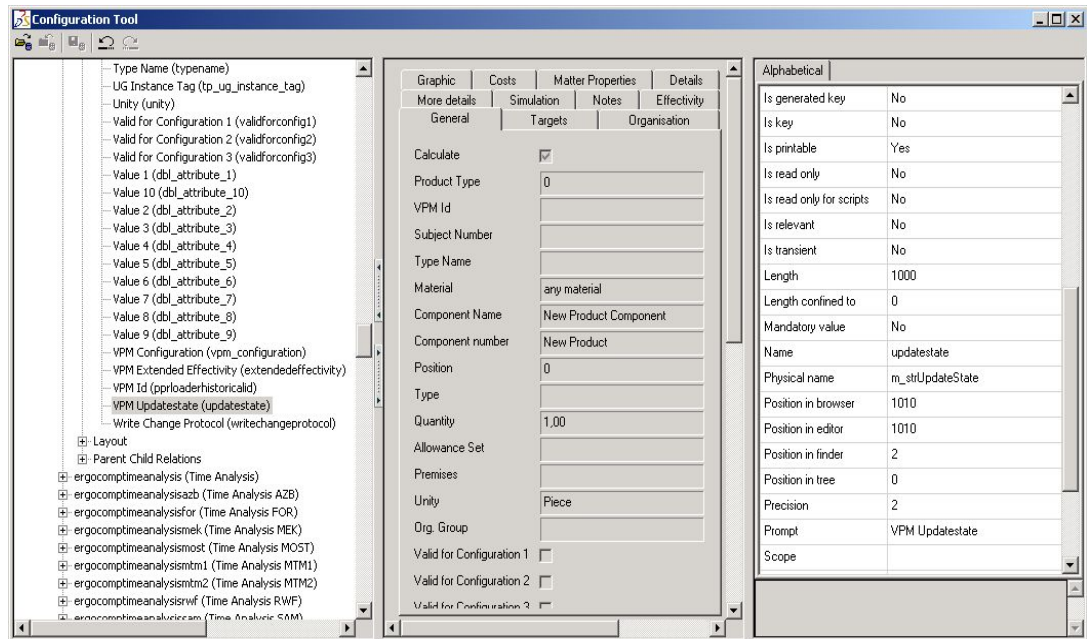 Configuration Tool
Type Name (typename)
UG Instance Tag (tp_ug_instance_tag)
Unity (unity)
Valid for Configuration 1 (validforconfig1)
Valid for Configuration 2 (validforconfig2)
Valid for Configuration 3 (validforconfig3)
Value 1 (dbl_attribute_1)
Value 10 (dbl_attribute_10)
Value 2 (dbl_attribute_2)
Value 3 (dbl_attribute_3)
Value 4 (dbl_attribute_4)
Value 5 (dbl_attribute_5)
Value 6 (dbl_attribute_6)
Value 7 (dbl_attribute_7)
Value 8 (dbl_attribute_8)
Value 9 (dbl_attribute_9)
VPM Configuration (vpm_configuration)
VPM Extended Effectivity (extendedeffectivity)
VPM Id (pprloaderhistoricalid)
VPM Updatestate (updatestate)
Write Change Protocol (writechangeprotocol)
Layout
Parent Child Relations
ergocomptimeanalysis (Time Analysis)
ergocomptimeanalysisazb (Time Analysis AZB)
ergocomptimeanalysisfor (Time Analysis FOR)
ergocomptimeanalysismek (Time Analysis MEK)
ergocomptimeanalysismost (Time Analysis MOST)
ergocomptimeanalysismtm1 (Time Analysis MTM1)
ergocomptimeanalysismtm2 (Time Analysis MTM2)
ergocomptimeanalysisrwf (Time Analysis RWF)
ergocomptimeanalysissam (Time Analysis SAM)
Graphic Costs Matter Properties Details
More details Simulation Notes Effectivity
General Targets Organisation
Calculate
Product Type 0
VPM Id
Subject Number
Type Name
Material any material
Component Name New Product Component
Component number New Product
Position 0
Type
Quantity 1,00
Allowance Set
Premises
Unity Piece
Org. Group
Valid for Configuration 1
Valid for Configuration 2
Valid for Configuration 3
Alphabetical
Is generated key No
Is key No
Is printable Yes
Is read only No
Is read only for scripts No
Is relevant No
Is transient No
Length 1000
Length confined to 0
Mandatory value No
Name updatestate
Physical name m_strUpdateState
Position in browser 1010
Position in editor 1010
Position in finder 2
Position in tree 0
Precision 2
Prompt VPM Updatestate
Scope